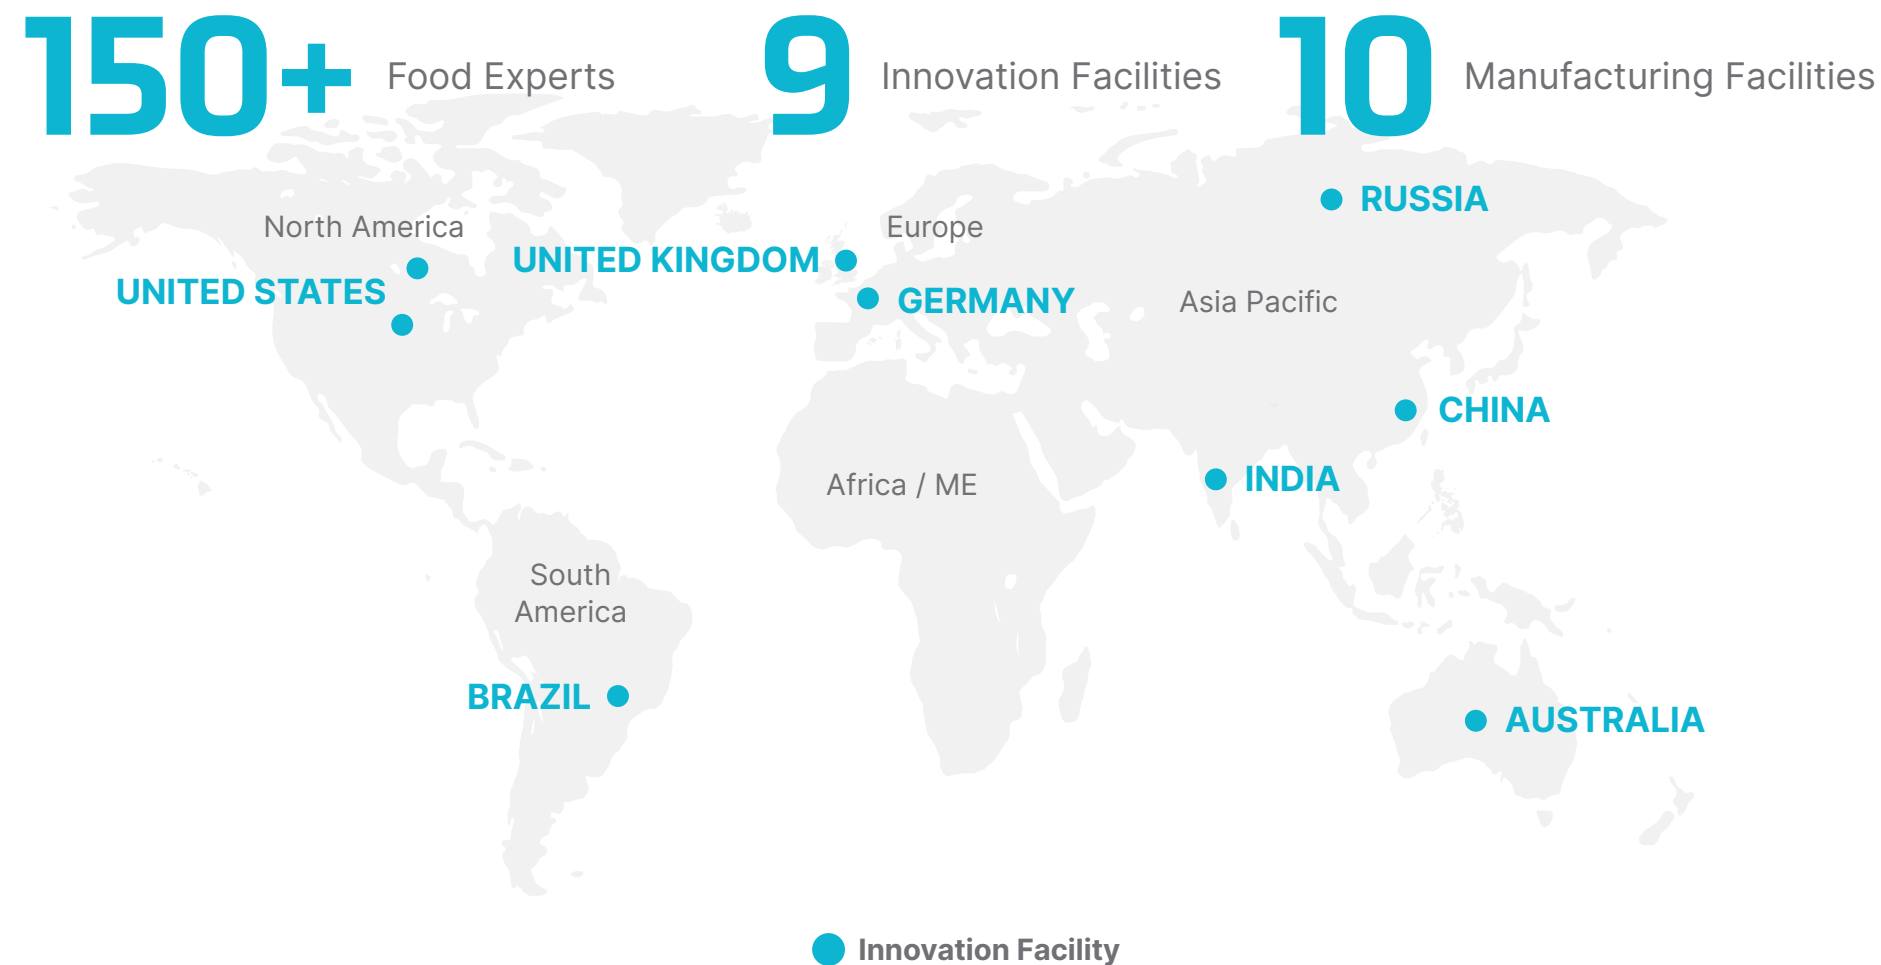 150+ Food Experts
9 Innovation Facilities
10 Manufacturing Facilities
North America
Europe
RUSSIA
UNITED KINGDOM
UNITED STATES
GERMANY
Asia Pacific
CHINA
INDIA
Africa / ME
South
America
BRAZIL
AUSTRALIA
Innovation Facility